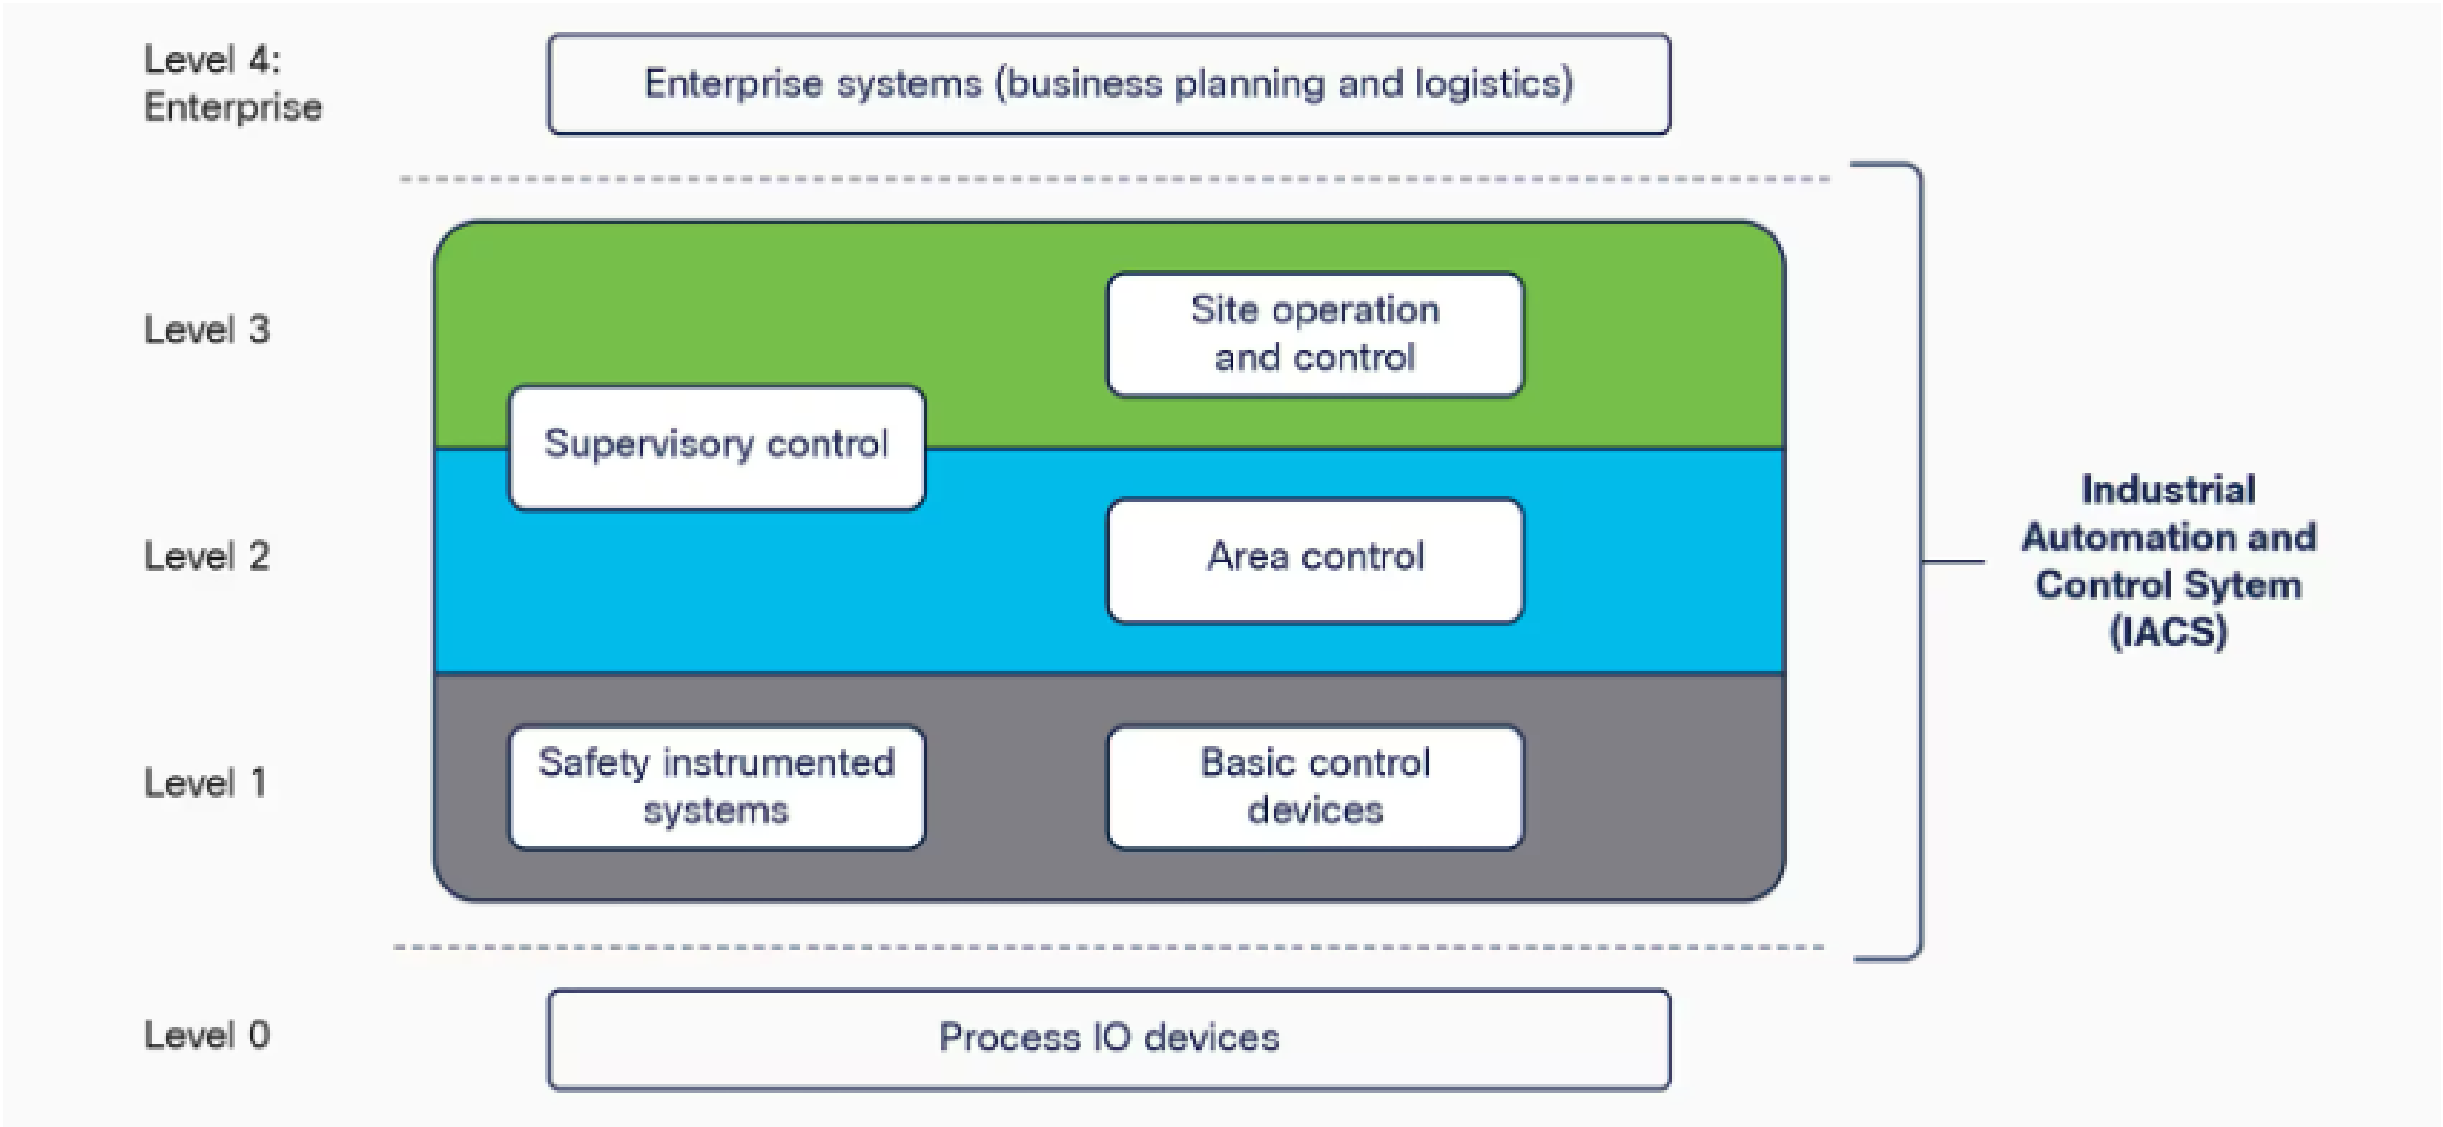 Level 4:
Enterprise
Enterprise systems (business planning and logistics)
Level 3
Site operation
and control
Supervisory control
Level 2
Area control
Industrial
Automation and
Control Sytem
(IACS)
Level 1
Safety instrumented
systems
Basic control
devices
Level 0
Process IO devices